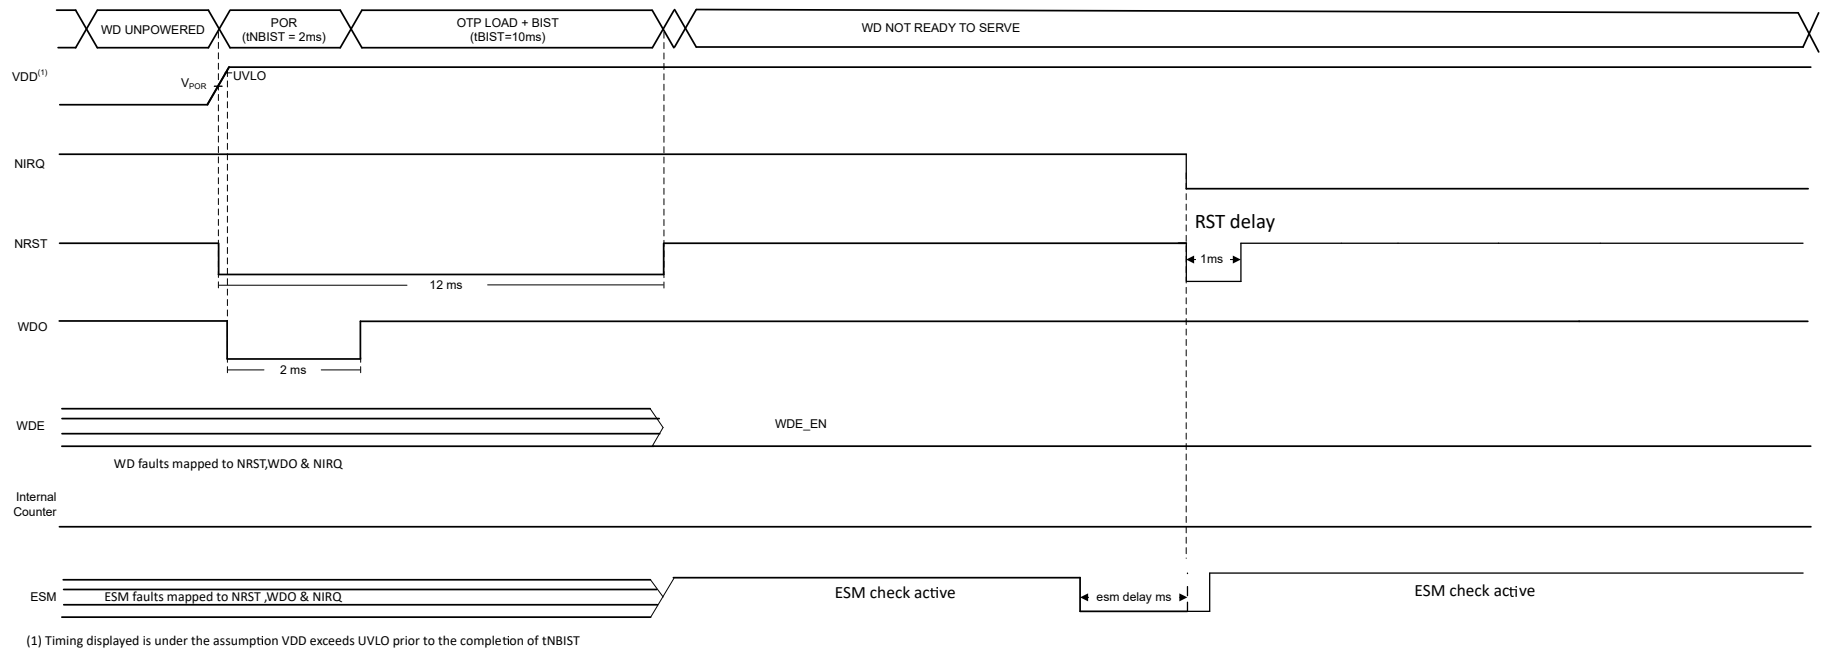 WD UNPOWERED
POR
(tNBIST = 2ms)
OTP LOAD + BIST
(tBIST=10ms)
WD NOT READY TO SERVE
VDD(1)
VPOR
UVLO
NIRQ
RST delay
NRST
1ms
12 ms
WDO
2 ms
WDE
WDE_EN
WD faults mapped to NRST,WDO & NIRQ
Internal
Counter
ESM
ESM faults mapped to NRST ,WDO & NIRQ
ESM check active
esm delay ms
ESM check active
(1) Timing displayed is under the assumption VDD exceeds UVLO prior to the completion of tNBIST